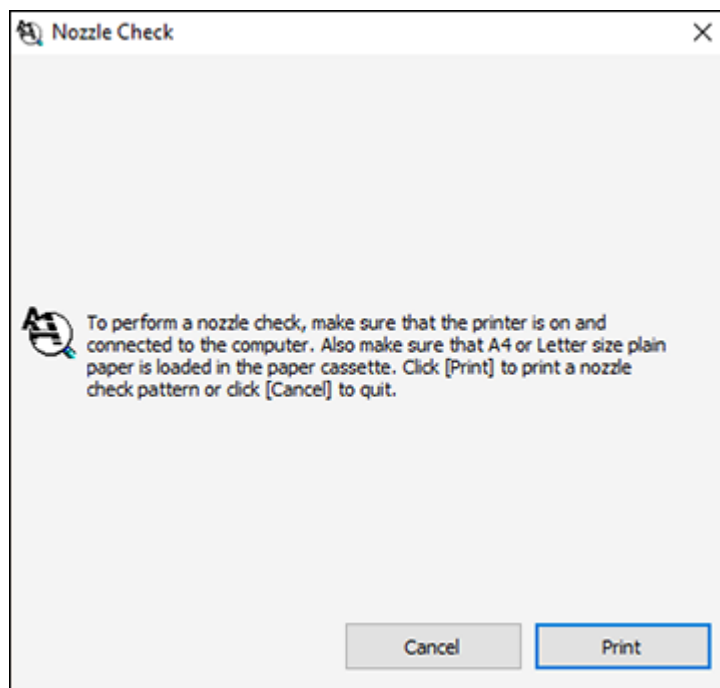 Nozzle Check
To perform a nozzle check, make sure that the printer is on and
connected to the computer. Also make sure that A4 or Letter size plain
paper is loaded in the paper cassette. Click [Print] to print a nozzle
check pattern or click [Cancel] to quit.
Cancel
Print